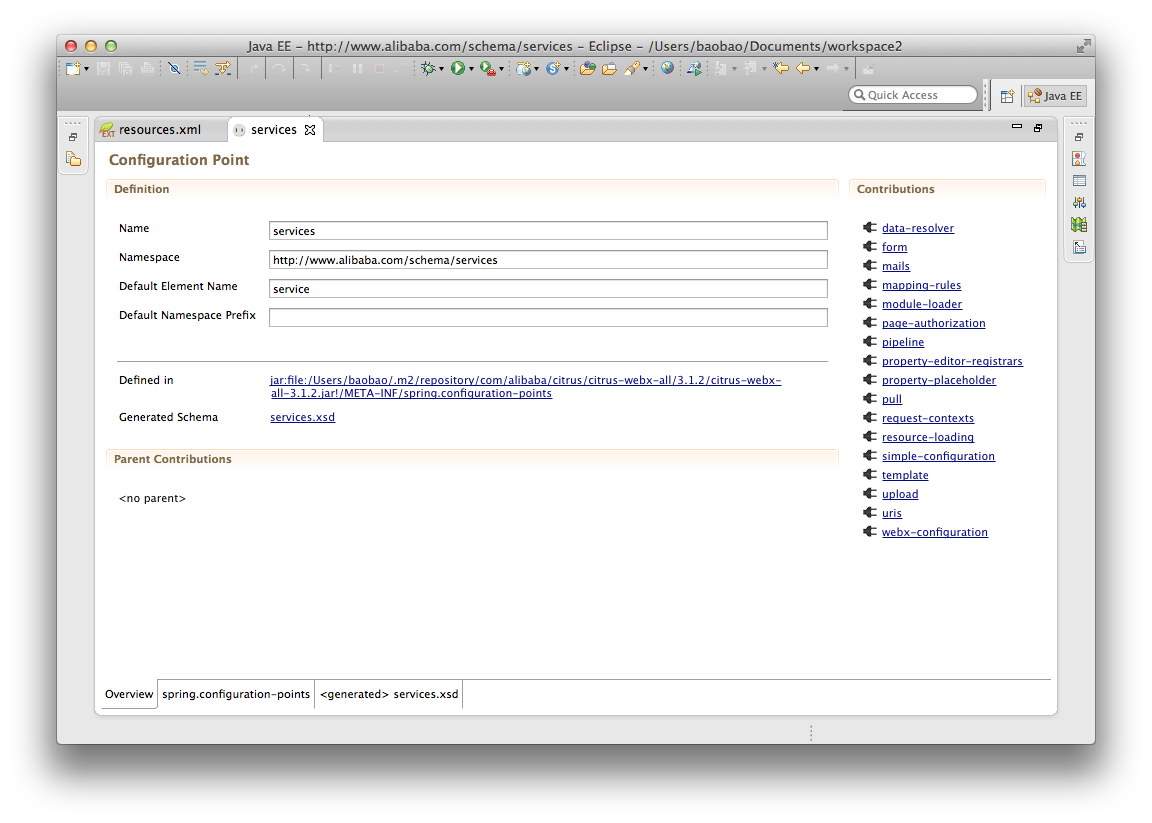 Java EE – http://www.alibaba.com/schema/services – Eclipse – /Users/baobao/Documents/workspace2
Quick Access
Java EE
resources.xml
services
Configuration Point
Definition
Name
services
Namespace
http://www.alibaba.com/schema/services
Default Element Name
service
Default Namespace Prefix
Defined in
jar:file:/Users/baobao/.m2/repository/com/alibaba/citrus/citrus-webx-all/3.1.2/citrus-webx-
all-3.1.2.jar!/META-INF/spring.configuration-points
Generated Schema
services.xsd
Parent Contributions
<no parent>
Contributions
data-resolver
form
mails
mapping-rules
module-loader
page-authorization
pipeline
property-editor-registrars
property-placeholder
pull
request-contexts
resource-loading
simple-configuration
template
upload
uris
webx-configuration
Overview
spring.configuration-points
<generated> services.xsd